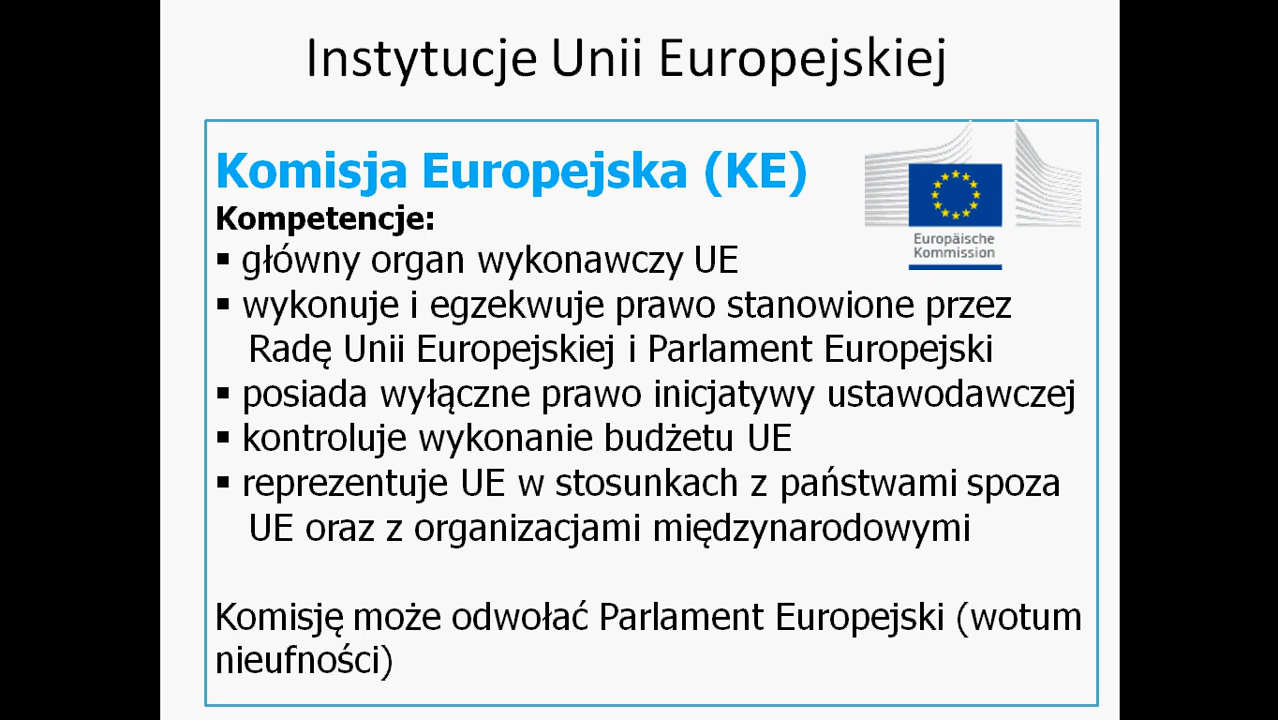 Instytucje Unii Europejskiej
Komisja Europejska (KE)
Kompetencje:
Europäische
Kommission
▪ główny organ wykonawczy UE
▪ wykonuje i egzekwuje prawo stanowione przez
Radę Unii Europejskiej i Parlament Europejski
▪ posiada wyłączne prawo inicjatywy ustawodawczej
▪ kontroluje wykonanie budżetu UE
▪ reprezentuje UE w stosunkach z państwami spoza
UE oraz z organizacjami międzynarodowymi
Komisję może odwołać Parlament Europejski (wotum
nieufności)